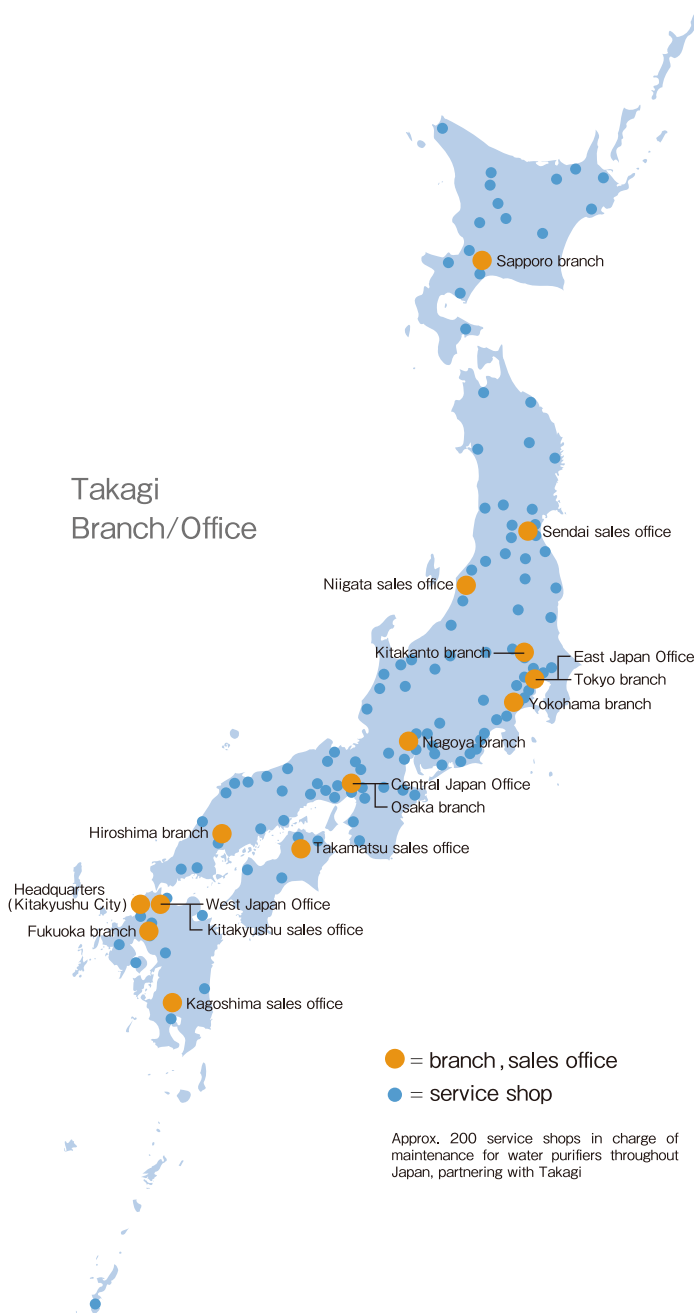 Sapporo branch
Takagi
Branch/Office
Sendai sales office
Niigata sales office
Kitakanto branch
East Japan Office
Tokyo branch
Yokohama branch
Nagoya branch
Central Japan Office
Osaka branch
Hiroshima branch
Takamatsu sales office
Headquarters
(Kitakyushu City)
West Japan Office
Kitakyushu sales office
Fukuoka branch
Kagoshima sales office
= branch, sales office
= service shop
Approx. 200 service shops in charge of
maintenance for water purifiers throughout
Japan, partnering with Takagi